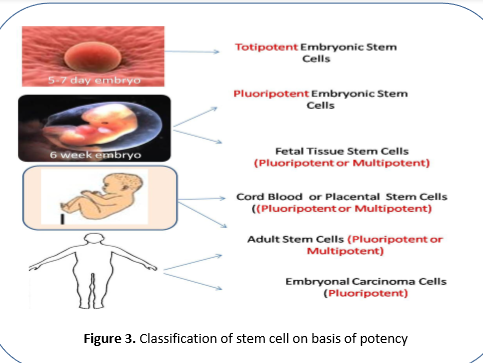 Totipotent Embryonic Stem
Cells
5-7 day embryo
Pluoripotent Embryonic Stem
Cells
6 week embryo
Fetal Tissue Stem Cells
(Pluoripotent or Multipotent)
Cord Blood or Placental Stem Cells
((Pluoripotent or Multipotent)
Adult Stem Cells (Pluoripotent or
Multipotent)
Embryonal Carcinoma Cells
(Pluoripotent)
Figure 3. Classification of stem cell on basis of potency